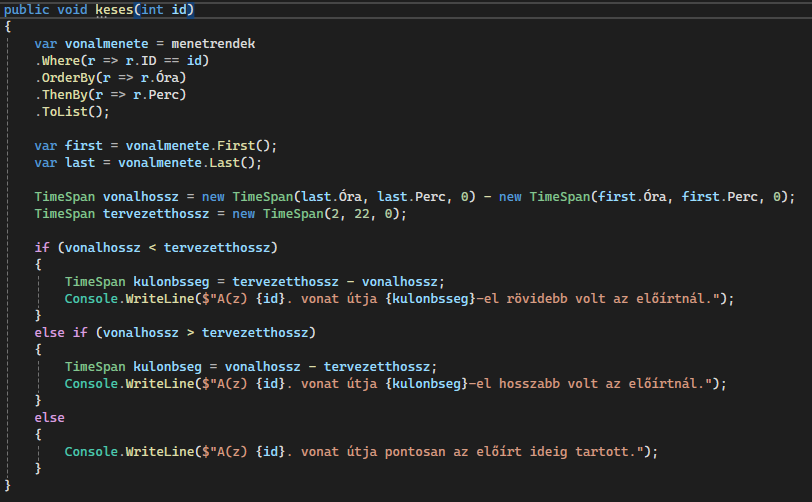 public void keses(int id)
{
var vonalmenete = menetrendek
.Where(r => r.ID == id)
.OrderBy(r => r.Óra)
.ThenBy(r => r.Perc)
.ToList();
var first = vonalmenete.First();
var last = vonalmenete.Last();
TimeSpan vonalhossz = new TimeSpan(last.Óra, last.Perc, 0) - new TimeSpan(first.Óra, first.Perc, 0);
TimeSpan tervezetthossz = new TimeSpan(2, 22, 0);
if (vonalhossz < tervezetthossz)
{
TimeSpan kulonbsseg = tervezetthossz - vonalhossz;
Console.WriteLine($"A(z) {id}. vonat útja {kulonbsseg}-el rövidebb volt az előírtnál.");
}
else if (vonalhossz > tervezetthossz)
{
TimeSpan kulonbseg = vonalhossz - tervezetthossz;
Console.WriteLine($"A(z) {id}. vonat útja {kulonbseg}-el hosszabb volt az előírtnál.");
}
else
{
Console.WriteLine($"A(z) {id}. vonat útja pontosan az előírt ideig tartott.");
}
}